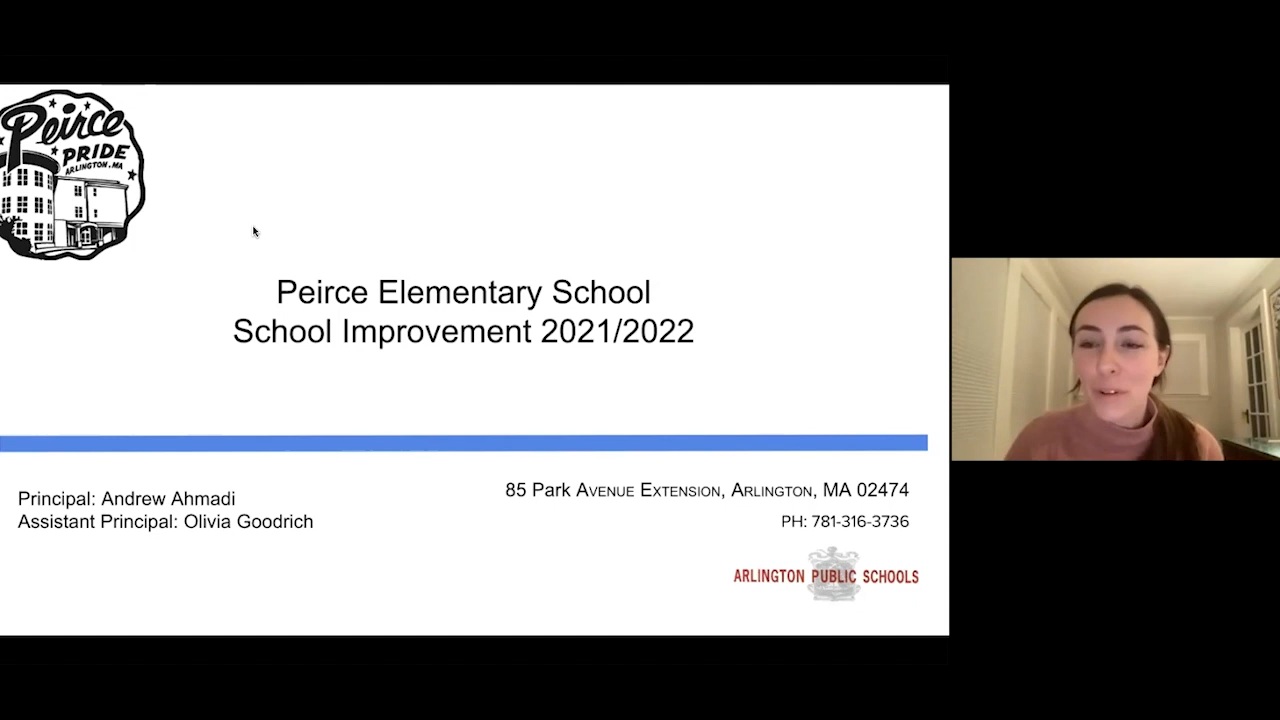 Peirce
PRIDE
ARLINGTON, MA
Peirce Elementary School
School Improvement 2021/2022
Principal: Andrew Ahmadi
Assistant Principal: Olivia Goodrich
85 Park Avenue Extension, Arlington, MA 02474
PH: 781-316-3736
ARLINGTON PUBLIC SCHOOLS